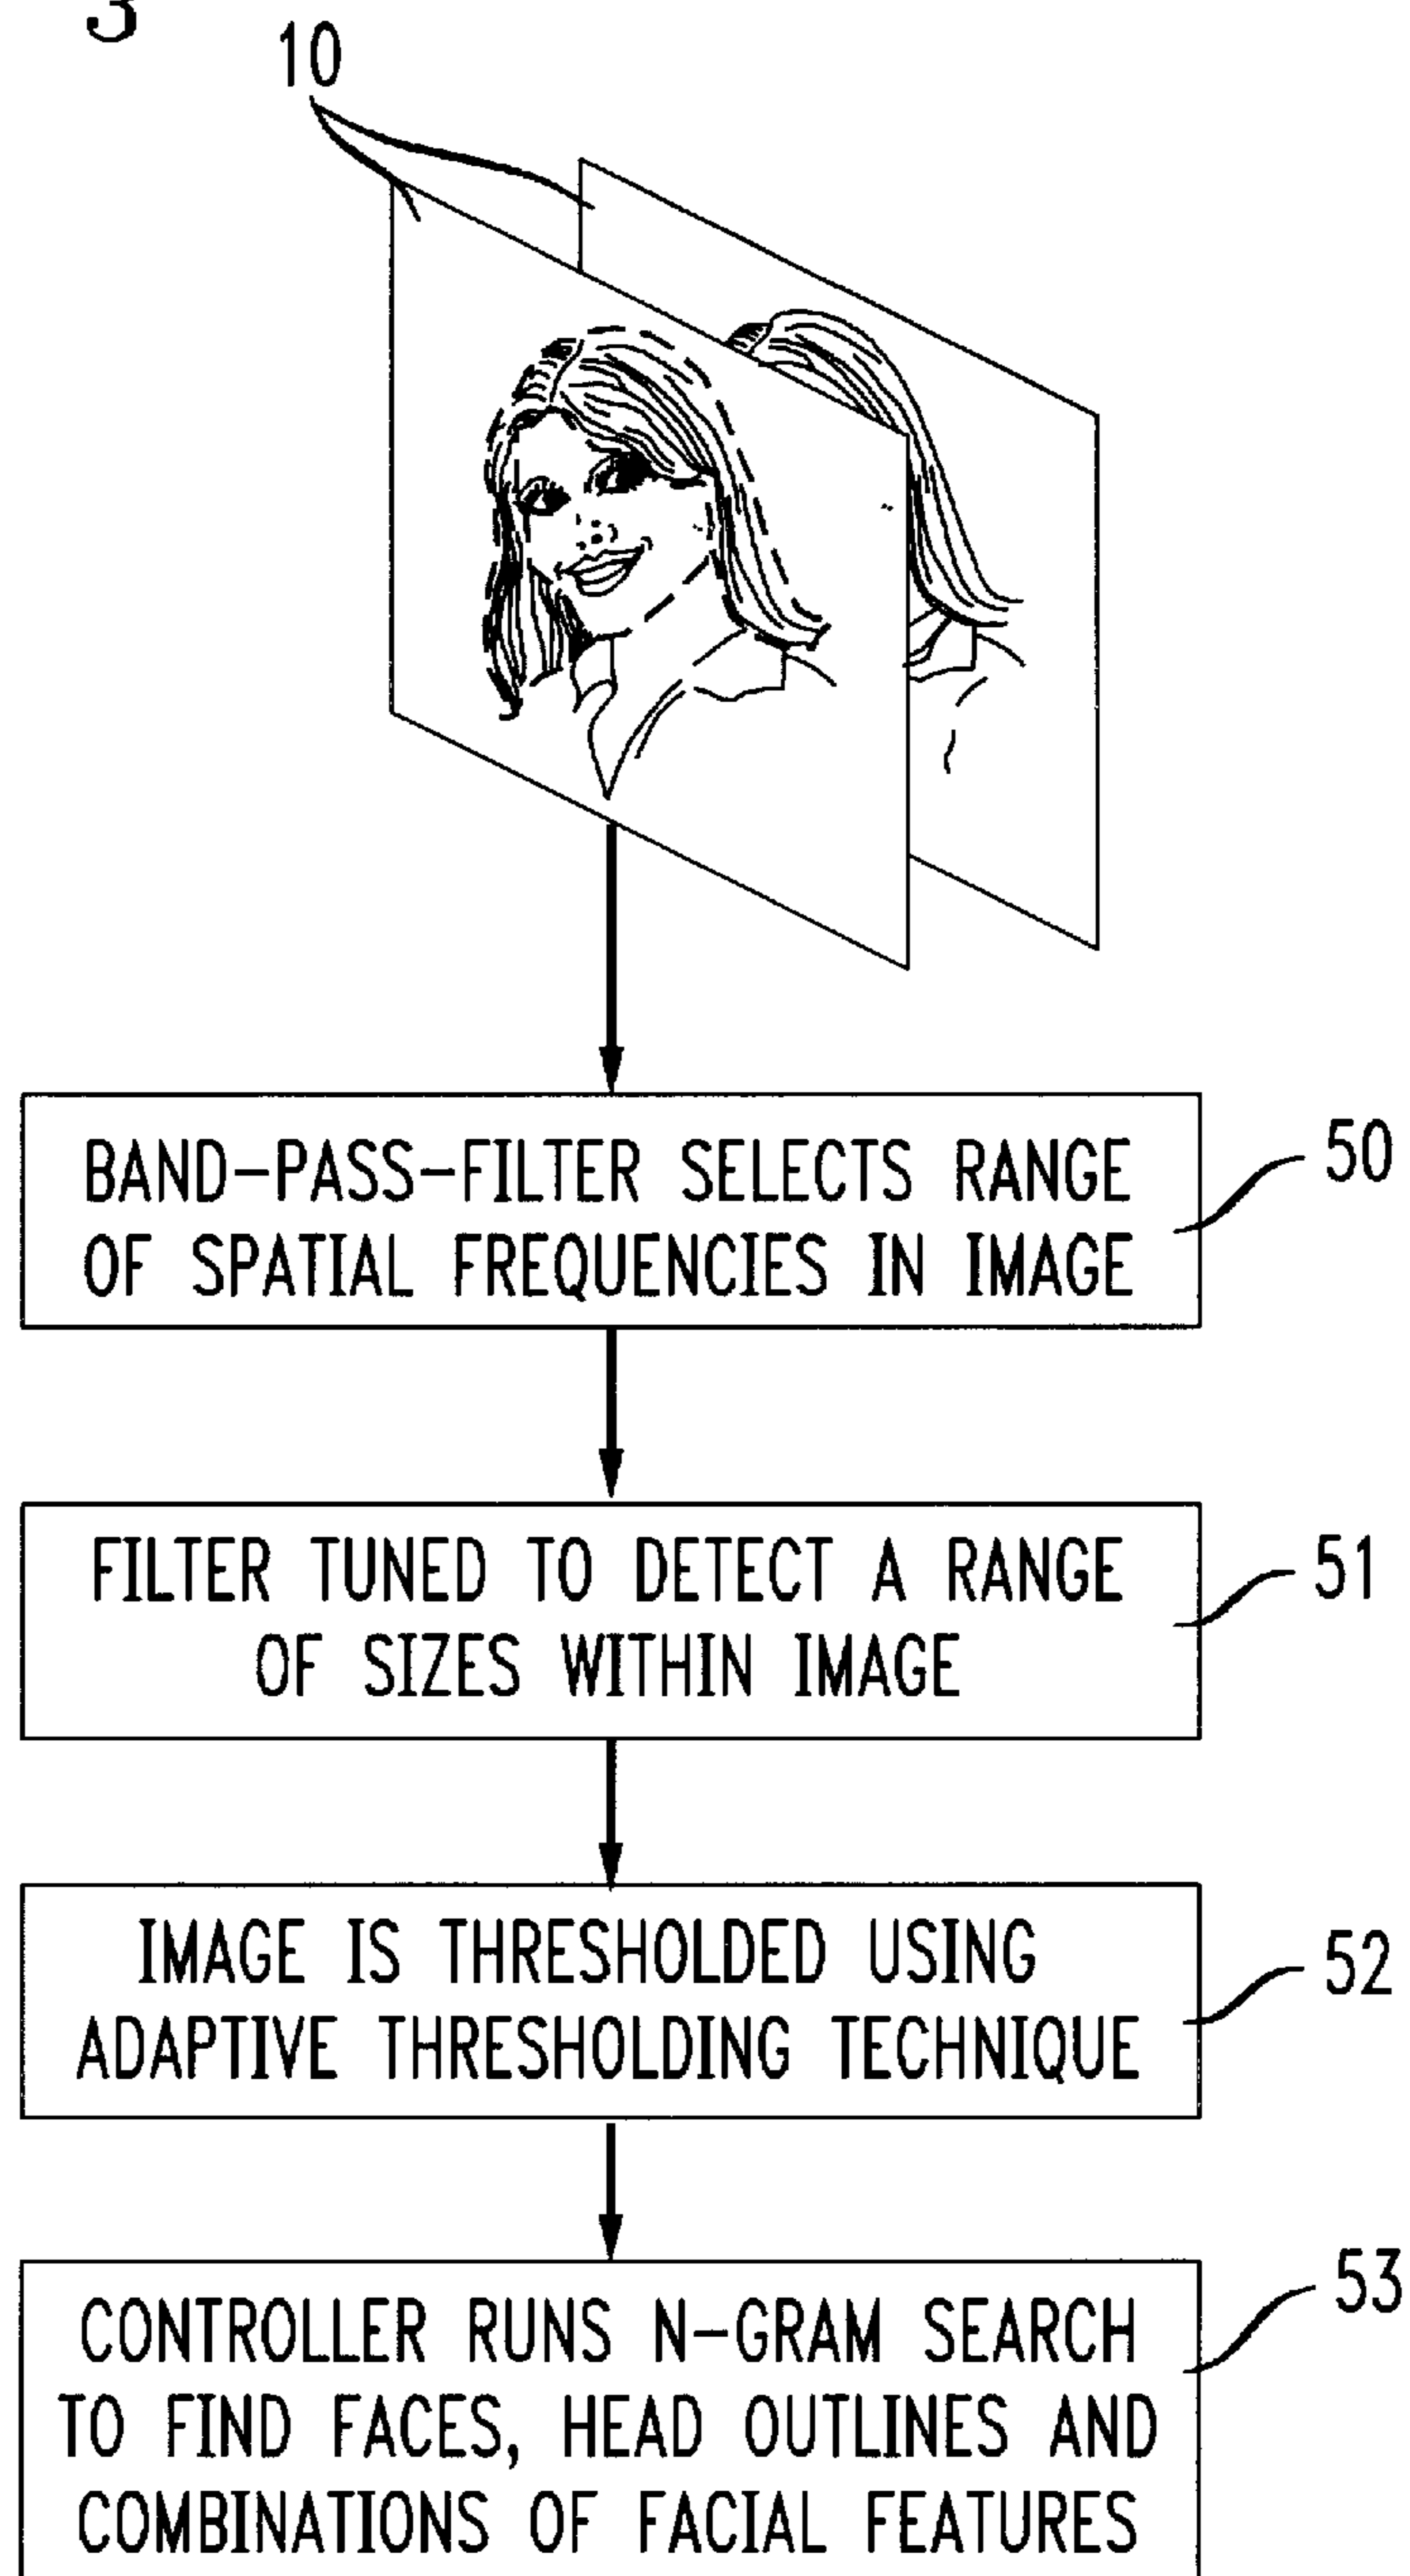 3
10
BAND-PASS-FILTER SELECTS RANGE
OF SPATIAL FREQUENCIES IN IMAGE
50
FILTER TUNED TO DETECT A RANGE
OF SIZES WITHIN IMAGE
51
IMAGE IS THRESHOLDED USING
ADAPTIVE THRESHOLDING TECHNIQUE
52
CONTROLLER RUNS N-GRAM SEARCH
TO FIND FACES, HEAD OUTLINES AND
COMBINATIONS OF FACIAL FEATURES
53